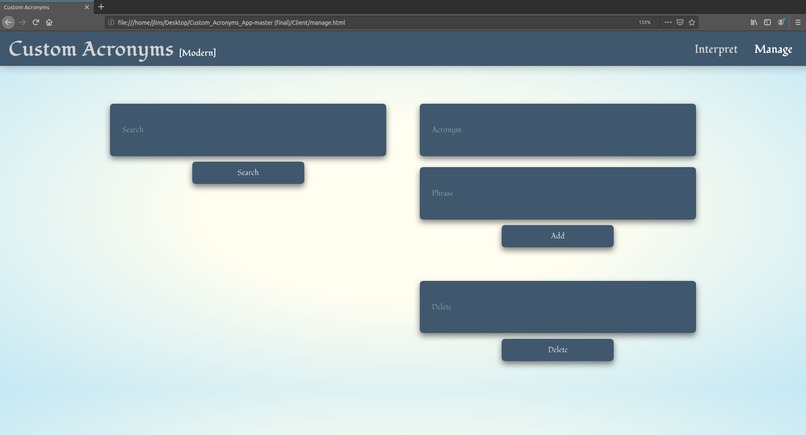 Custom Acronyms
file:///home/jlins/Desktop/Custom_Acronyms_App-master (final)/Client/manage.html
133%
Custom Acronyms [Modern]
Interpret
Manage
Search
Search
Acronym
Phrase
Add
Delete
Delete